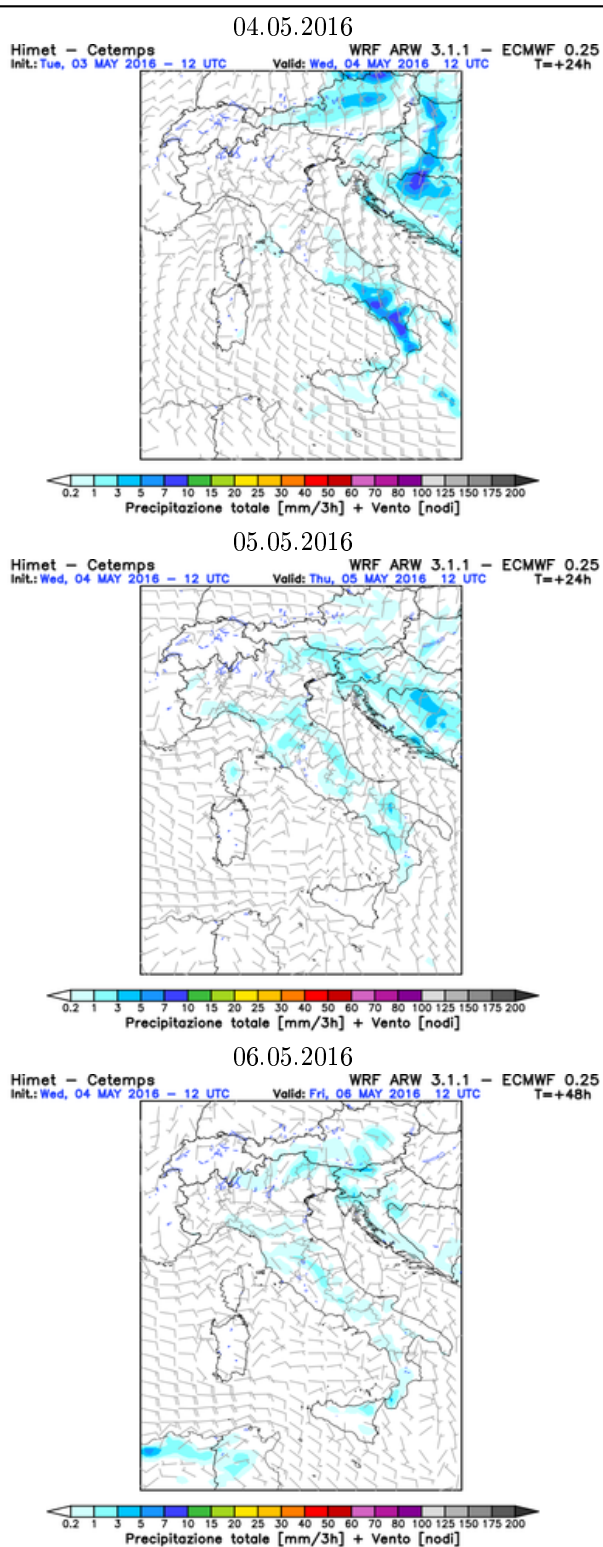 04.05.2016
Himet – Cetemps WRF ARW 3.1.1 – ECMWF 0.25
Init.: Tue, 03 MAY 2016 – 12 UTC Valid: Wed, 04 MAY 2016 12 UTC T=+24h
0.2 1 3 5 7 10 15 20 25 30 40 50 60 70 80 100 125 150 175 200
Precipitazione totale [mm/3h] + Vento [nodi]
05.05.2016
Himet – Cetemps WRF ARW 3.1.1 – ECMWF 0.25
Init.: Wed, 04 MAY 2016 – 12 UTC Valid: Thu, 05 MAY 2016 12 UTC T=+24h
0.2 1 3 5 7 10 15 20 25 30 40 50 60 70 80 100 125 150 175 200
Precipitazione totale [mm/3h] + Vento [nodi]
06.05.2016
Himet – Cetemps WRF ARW 3.1.1 – ECMWF 0.25
Init.: Wed, 04 MAY 2016 – 12 UTC Valid: Fri, 06 MAY 2016 12 UTC T=+48h
0.2 1 3 5 7 10 15 20 25 30 40 50 60 70 80 100 125 150 175 200
Precipitazione totale [mm/3h] + Vento [nodi]